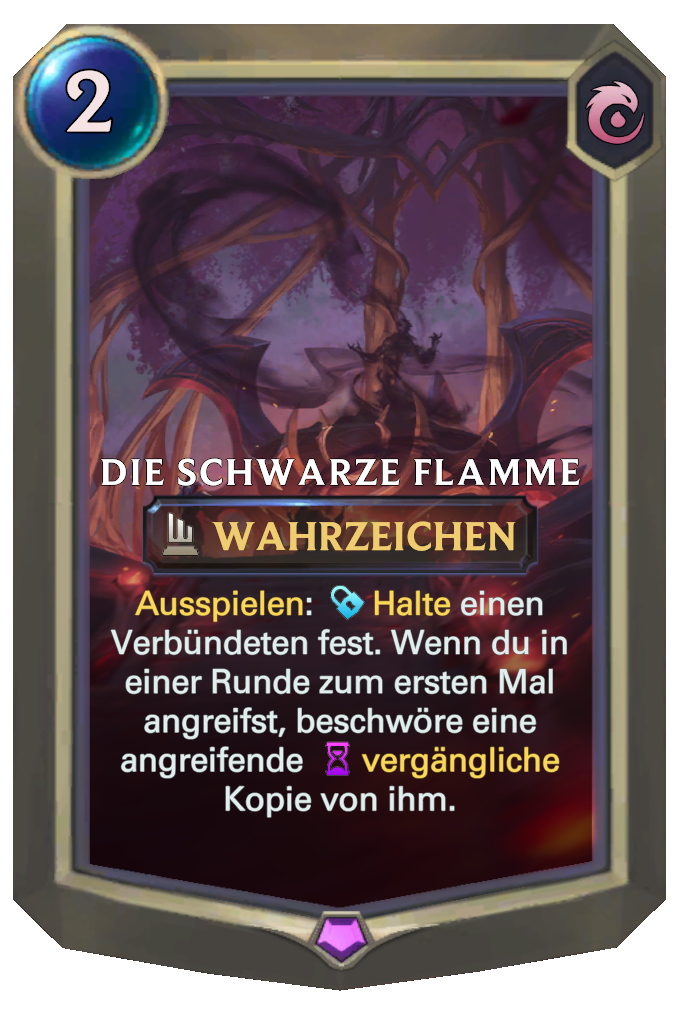 2
DIE SCHWARZE FLAMME
WAHRZEICHEN
Ausspielen: Halte einen
Verbündeten fest. Wenn du in
einer Runde zum ersten Mal
angreifst, beschwöre eine
angreifende vergängliche
Kopie von ihm.